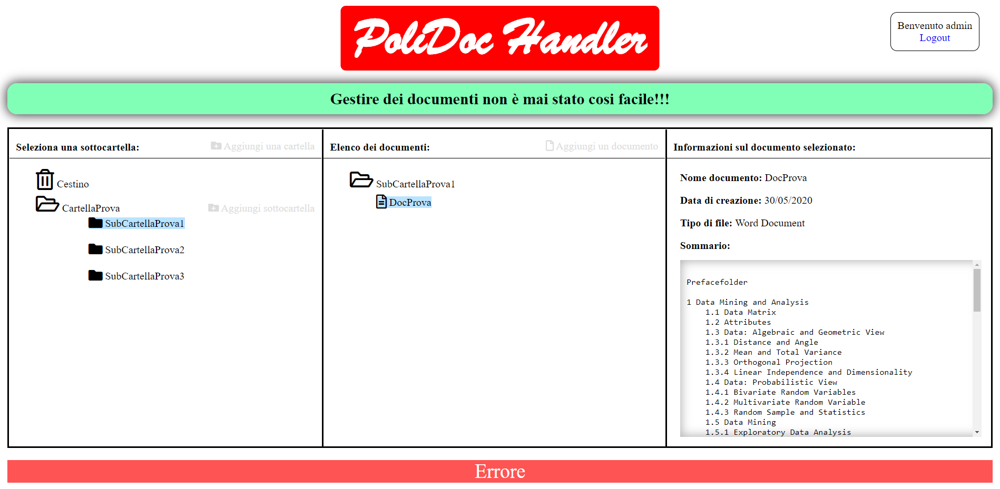 PoliDoc Handler
Benvenuto admin
Logout
Gestire dei documenti non è mai stato cosi facile!!!
Seleziona una sottocartella:
Aggiungi una cartella
Cestino
CartellaProva
Aggiungi sottocartella
SubCartellaProva1
SubCartellaProva2
SubCartellaProva3
Elenco dei documenti:
Aggiungi un documento
SubCartellaProva1
DocProva
Informazioni sul documento selezionato:
Nome documento: DocProva
Data di creazione: 30/05/2020
Tipo di file: Word Document
Sommario:
Prefacefolder
1 Data Mining and Analysis
1.1 Data Matrix
1.2 Attributes
1.3 Data: Algebraic and Geometric View
1.3.1 Distance and Angle
1.3.2 Mean and Total Variance
1.3.3 Orthogonal Projection
1.3.4 Linear Independence and Dimensionality
1.4 Data: Probabilistic View
1.4.1 Bivariate Random Variables
1.4.2 Multivariate Random Variable
1.4.3 Random Sample and Statistics
1.5 Data Mining
1.5.1 Exploratory Data Analysis
Errore